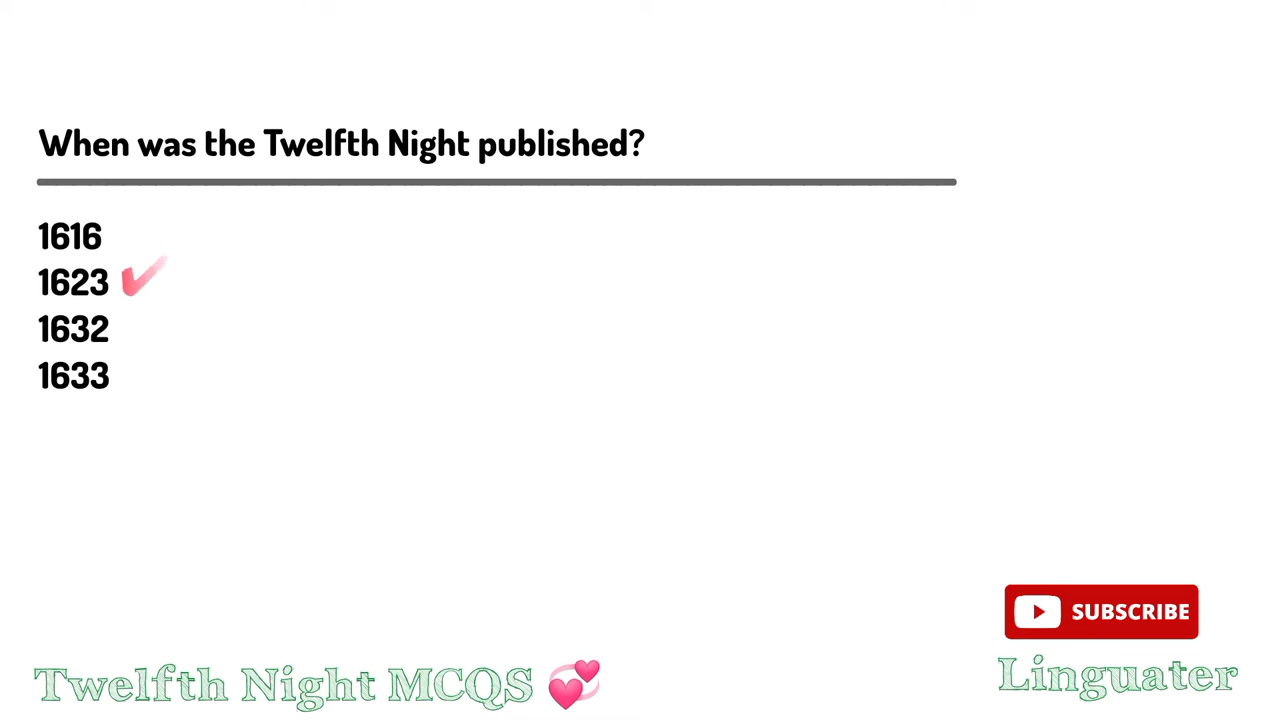 When was the Twelfth Night published?
1616
1623
1632
1633
SUBSCRIBE
Twelfth Night MCQS
Linguater